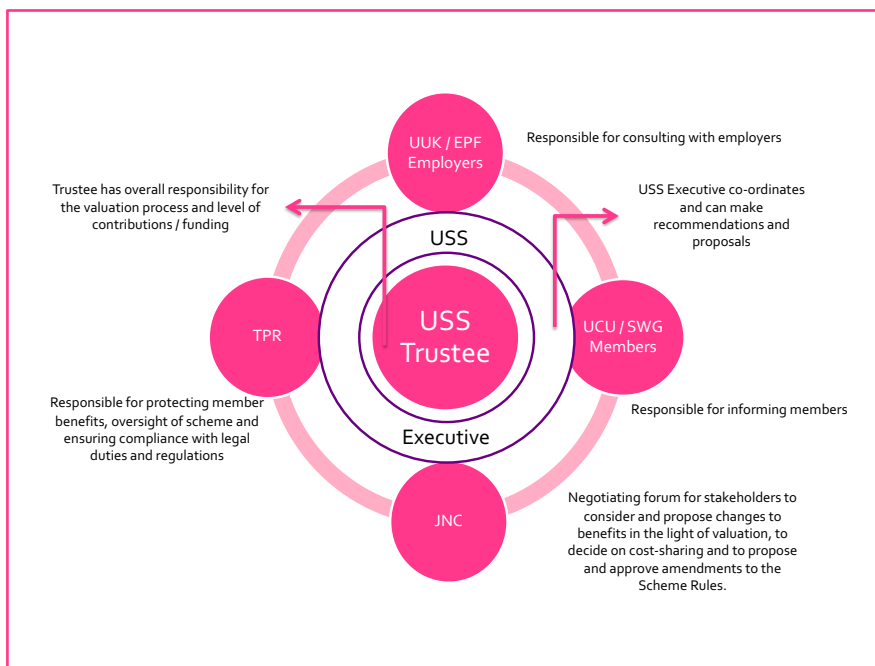 UUK / EPF
Employers
Responsible for consulting with employers
Trustee has overall responsibility for
the valuation process and level of
contributions / funding
USS Executive co-ordinates
and can make
recommendations and
proposals
USS
USS
Trustee
TPR
UCU / SWG
Members
Responsible for protecting member
benefits, oversight of scheme and
ensuring compliance with legal
duties and regulations
Responsible for informing members
Executive
JNC
Negotiating forum for stakeholders to
consider and propose changes to
benefits in the light of valuation, to
decide on cost-sharing and to propose
and approve amendments to the
Scheme Rules.